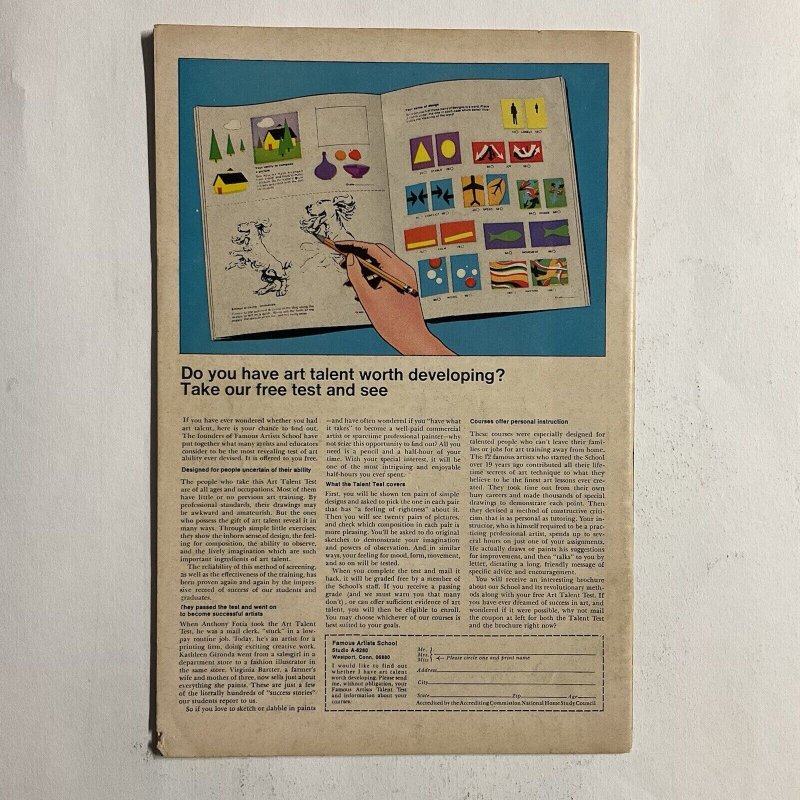 Your sense of design
Your ability to compose
a picture
Do you have art talent worth developing?
Take our free test and see
If you have ever wondered whether you had
art talent, here is your chance to find out.
The founders of Famous Artists School have
put together what many artists and educators
consider to be the most revealing test of art
ability ever devised. It is offered to you free.
Designed for people uncertain of their ability
The people who take this Art Talent Test
are of all ages and occupations. Most of them
have little or no previous art training. By
professional standards, their drawings may
be awkward and amateurish. But the ones
who possess the gift of art talent reveal it in
many ways. Through simple little exercises,
they show the inborn sense of design, the feel-
ing for composition, the ability to observe,
and the lively imagination which are such
important ingredients of art talent.
The reliability of this method of screening,
as well as the effectiveness of the training, has
been proven again and again by the impres-
sive record of success of our students and
graduates.
They passed the test and went on
to become successful artists
When Anthony Fotia took the Art Talent
Test, he was a mail clerk, "stuck" in a low-
pay routine job. Today, he's an artist for a
printing firm, doing exciting creative work.
Kathleen Gironda went from a salesgirl in a
department store to a fashion illustrator in
the same store. Virginia Bartter, a farmer's
wife and mother of three, now sells just about
everything she paints. These are just a few
of the literally hundreds of "success stories"
our students report to us.
So if you love to sketch or dabble in paints
—and have often wondered if you "have what
it takes" to become a well-paid commercial
artist or sparetime professional painter—why
not seize this opportunity to find out? All you
need is a pencil and a half-hour of your
time. With your special interest, it will be
one of the most intriguing and enjoyable
half-hours you ever spent.
What the Talent Test covers
First, you will be shown ten pairs of simple
designs and asked to pick the one in each pair
that has "a feeling of rightness" about it.
Then you will see twenty pairs of pictures,
and check which composition in each pair is
more pleasing. You'll be asked to do original
sketches to demonstrate your imagination
and powers of observation. And in similar
ways, your feeling for mood, form, movement,
and so on will be tested.
When you complete the test and mail it
back, it will be graded free by a member of
the School's staff. If you receive a passing
grade (and we must warn you that many
don't), or can offer sufficient evidence of art
talent, you will then be eligible to enroll.
You may choose whichever of our courses is
best suited to your goals.
Courses offer personal instruction
These courses were especially designed for
talented people who can't leave their fami-
lies or jobs for art training away from home.
The 12 famous artists who started the School
over 19 years ago contributed all their life-
time secrets of art technique to what they
believe to be the finest art lessons ever cre-
ated. They took time out from their own
busy careers and made thousands of special
drawings to demonstrate each point. Then
they devised a method of constructive criti-
cism that is as personal as tutoring. Your in-
structor, who is himself required to be a prac-
ticing professional artist, spends up to sev-
eral hours on just one of your assignments.
He actually draws or paints his suggestions
for improvement, and then "talks" to you by
letter, dictating a long, friendly message of
specific advice and encouragement.
You will receive an interesting brochure
about our School and its revolutionary meth-
ods along with your free Art Talent Test. If
you have ever dreamed of success in art, and
wondered if it were possible, why not mail
the coupon at left for both the Talent Test
and the brochure right now?
Famous Artists School
Studio A-6260
Westport, Conn. 06880
I would like to find out
whether I have art talent
worth developing. Please send
me, without obligation, your
Famous Artists Talent Test
and information about your
courses.
Mr.
Mrs.
Miss
Please circle one and print name
Address
City
State Zip Age
Accredited by the Accrediting Commission National Home Study Council